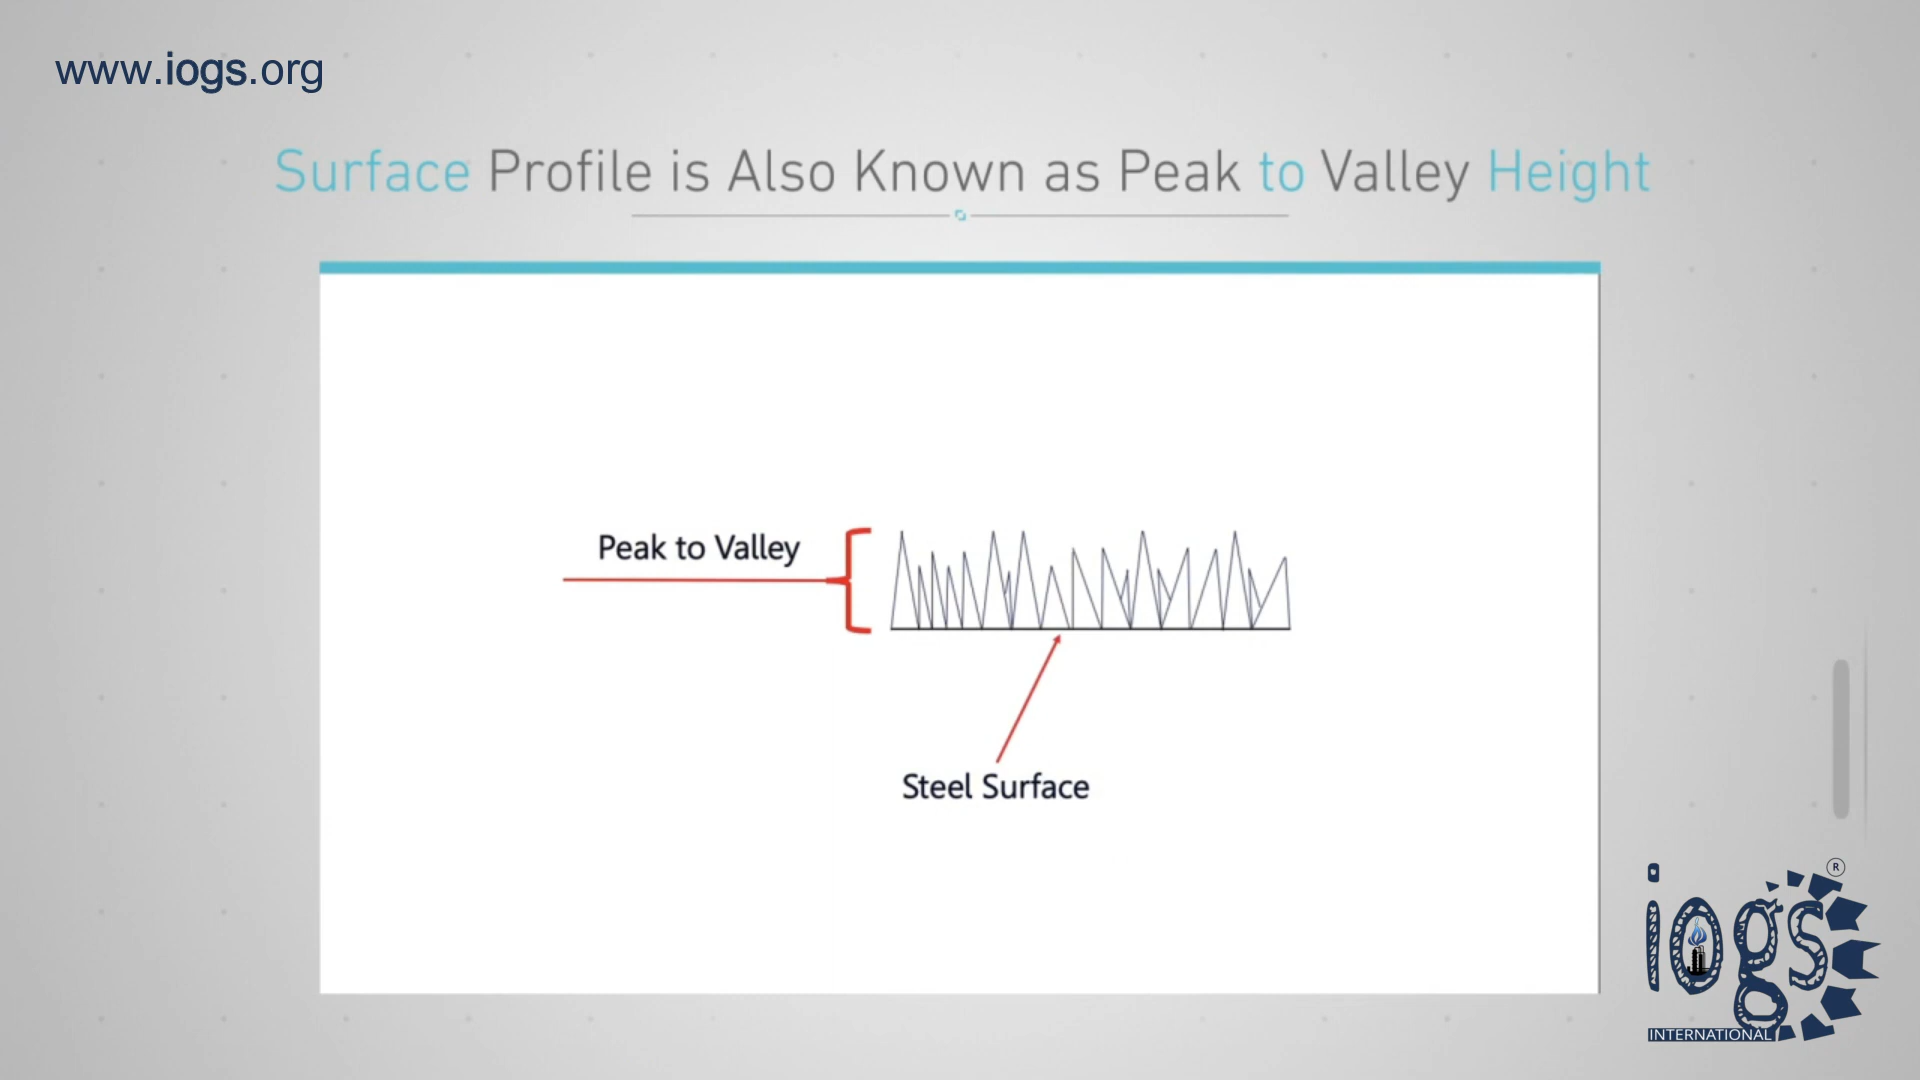 www.iogs.org
Surface Profile is Also Known as Peak to Valley Height
Peak to Valley
Steel Surface
®
iogs
INTERNATIONAL